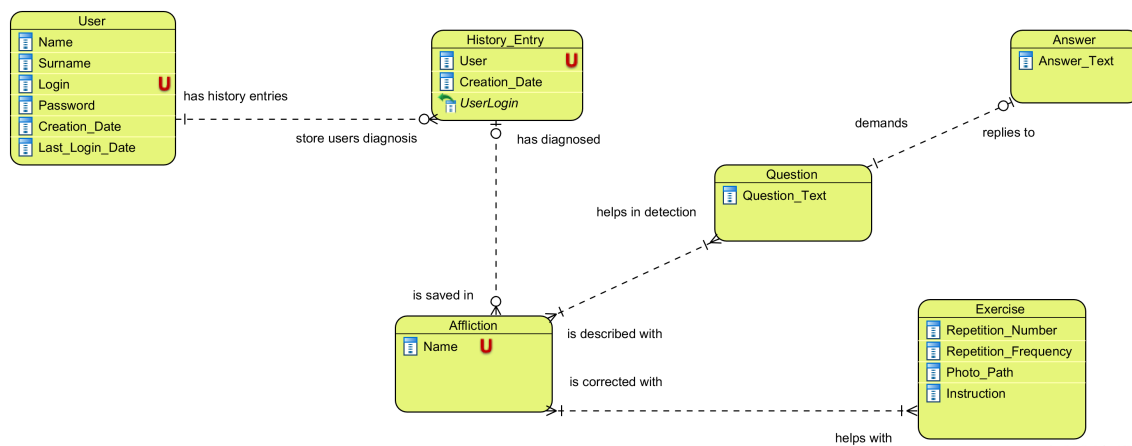 User
Name
Surname
Login U
Password
Creation_Date
Last_Login_Date
has history entries
store users diagnosis
History_Entry
User U
Creation_Date
UserLogin
has diagnosed
is saved in
Answer
Answer_Text
demands
replies to
Question
Question_Text
helps in detection
is described with
Affliction
Name U
is corrected with
helps with
Exercise
Repetition_Number
Repetition_Frequency
Photo_Path
Instruction